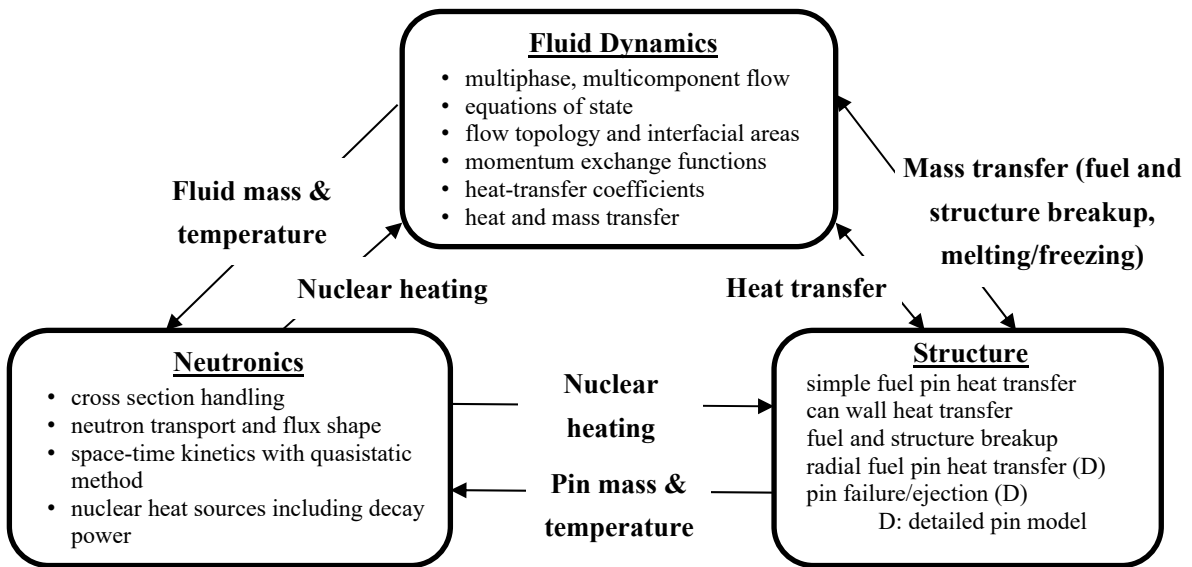 Fluid Dynamics
• multiphase, multicomponent flow
• equations of state
• flow topology and interfacial areas
• momentum exchange functions
• heat-transfer coefficients
• heat and mass transfer
Fluid mass &
temperature
Nuclear heating
Mass transfer (fuel and
structure breakup,
melting/freezing)
Heat transfer
Neutronics
• cross section handling
• neutron transport and flux shape
• space-time kinetics with quasistatic
method
• nuclear heat sources including decay
power
Nuclear
heating
Pin mass &
temperature
Structure
simple fuel pin heat transfer
can wall heat transfer
fuel and structure breakup
radial fuel pin heat transfer (D)
pin failure/ejection (D)
D: detailed pin model